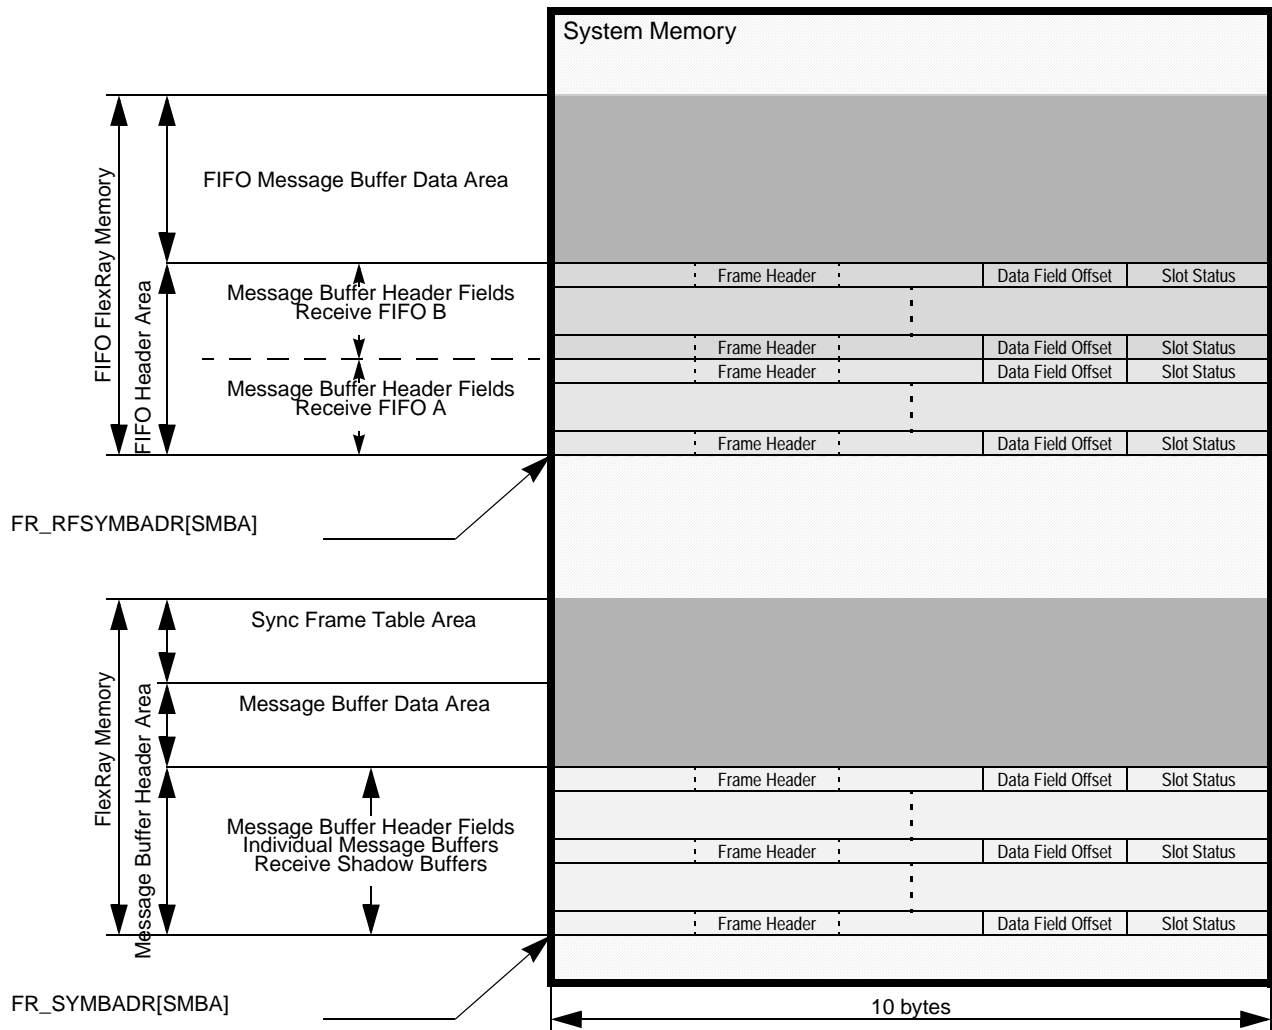 System Memory
FIFO FlexRay Memory
FIFO Header Area
FIFO Message Buffer Data Area
Frame Header Data Field Offset Slot Status
Message Buffer Header Fields
Receive FIFO B
Frame Header Data Field Offset Slot Status
Frame Header Data Field Offset Slot Status
Message Buffer Header Fields
Receive FIFO A
Frame Header Data Field Offset Slot Status
FR_RFSYMBADR[SMBA]
FlexRay Memory
Message Buffer Header Area
Sync Frame Table Area
Message Buffer Data Area
Frame Header Data Field Offset Slot Status
Message Buffer Header Fields
Individual Message Buffers
Receive Shadow Buffers
Frame Header Data Field Offset Slot Status
Frame Header Data Field Offset Slot Status
FR_SYMBADR[SMBA]
10 bytes